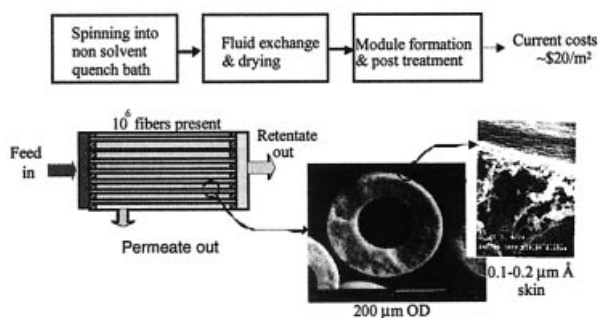 Spinning into
non solvent
quench bath
Fluid exchange
& drying
Module formation
& post treatment
Current costs
~$20/m²
10⁶ fibers present
Feed
in
Retentate
out
Permeate out
200 µm OD
0.1-0.2 µm Å
skin